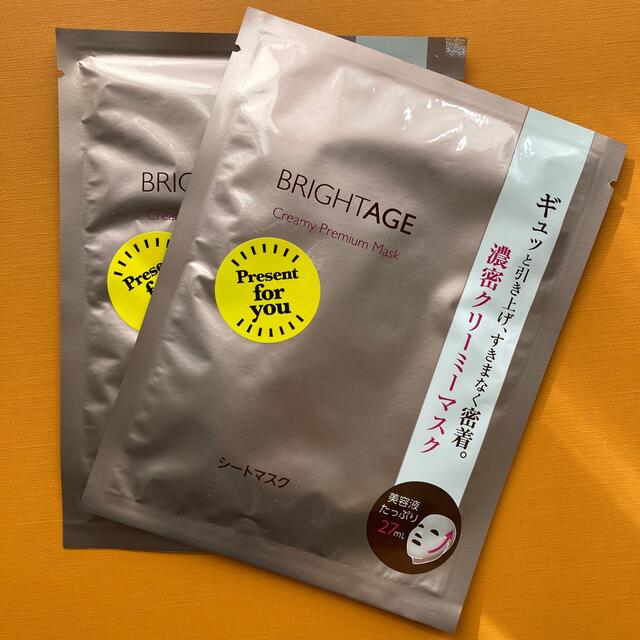 BRIGHTAGE
Creamy Premium Mask
Present
for
you
シートマスク
ギュッと引き上げ、すきまなく密着。
濃密クリーミーマスク
美容液
たっぷり
27mL
BRIG
Crea
Present
f